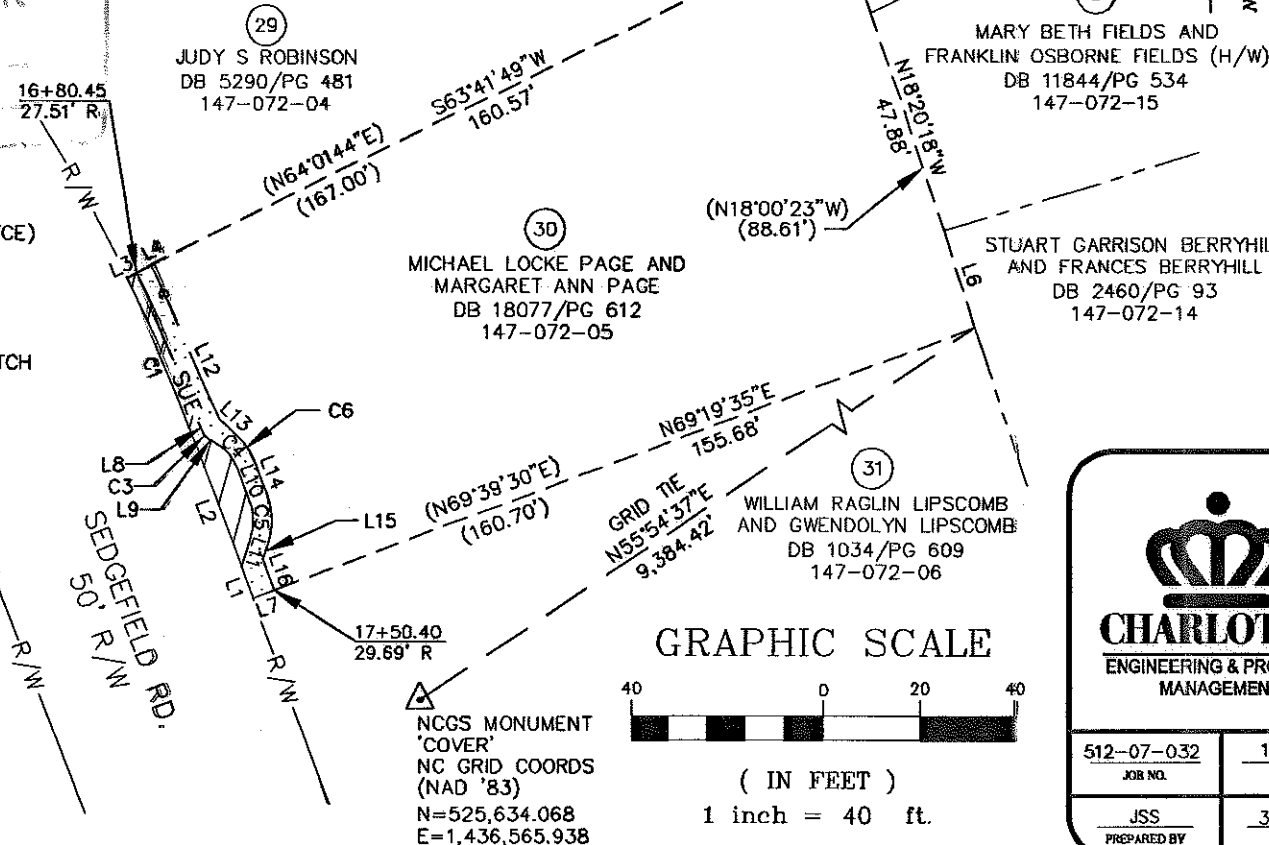 29
JUDY S ROBINSON
DB 5290/PG 481
147-072-04
16+80.45
27.51' R
S63°41'49"W
160.57'
(N64°0144"E)
(167.00')
N18°20'18"W
47.88'
MARY BETH FIELDS AND
FRANKLIN OSBORNE FIELDS (H/W)
DB 11844/PG 534
147-072-15
R/W
CE)
30
MICHAEL LOCKE PAGE AND
MARGARET ANN PAGE
DB 18077/PG 612
147-072-05
(N18°00'23"W)
(88.61')
L6
STUART GARRISON BERRYHIL
AND FRANCES BERRYHILL
DB 2460/PG 93
147-072-14
L3
L4
TCH
C1
SUE
L12
L13
C6
L8
C3
L9
C4
L10
L14
C5
L11
L2
L15
L16
L1
L7
N69°19'35"E
155.68'
(N69°39'30"E)
(160.70')
GRID TIE
N55°54'37"E
9,384.42'
31
WILLIAM RAGLIN LIPSCOMB
AND GWENDOLYN LIPSCOMB
DB 1034/PG 609
147-072-06
SEDGEFIELD RD.
50' R/W
R/W
R/W
17+50.40
29.69' R
NCGS MONUMENT
'COVER'
NC GRID COORDS
(NAD '83)
N=525,634.068
E=1,436,565.938
GRAPHIC SCALE
40 0 20 40
( IN FEET )
1 inch = 40 ft.
CHARLOT
ENGINEERING & PR
MANAGEMEN
512-07-032
JOB NO.
1
JSS
PREPARED BY
3